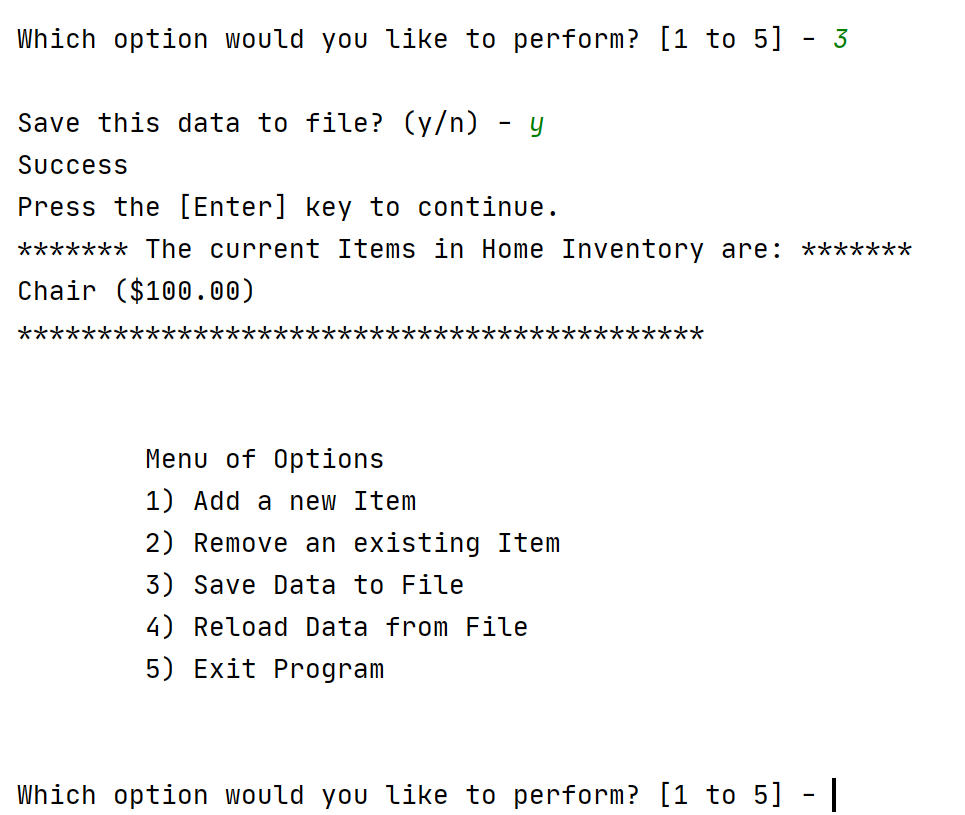 Which option would you like to perform? [1 to 5] - 3
Save this data to file? (y/n) - y
Success
Press the [Enter] key to continue.
******* The current Items in Home Inventory are: *******
Chair ($100.00)
*******************************************
Menu of Options
1) Add a new Item
2) Remove an existing Item
3) Save Data to File
4) Reload Data from File
5) Exit Program
Which option would you like to perform? [1 to 5] -